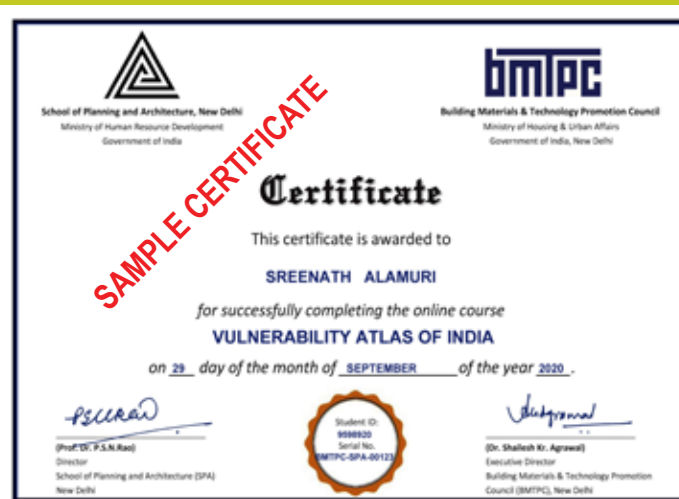 bmtpc
School of Planning and Architecture, New Delhi
Ministry of Human Resource Development
Government of India
Building Materials & Technology Promotion Council
Ministry of Housing & Urban Affairs
Government of India, New Delhi
SAMPLE CERTIFICATE
Certificate
This certificate is awarded to
SREENATH ALAMURI
for successfully completing the online course
VULNERABILITY ATLAS OF INDIA
on 29 day of the month of SEPTEMBER of the year 2020.
(Prof. Dr. P.S.N.Rao)
Director
School of Planning and Architecture (SPA)
New Delhi
Student ID:
9598920
Serial No.
BMTPC-SPA-00123
(Dr. Shailesh Kr. Agrawal)
Executive Director
Building Materials & Technology Promotion
Council (BMTPC), New Delhi